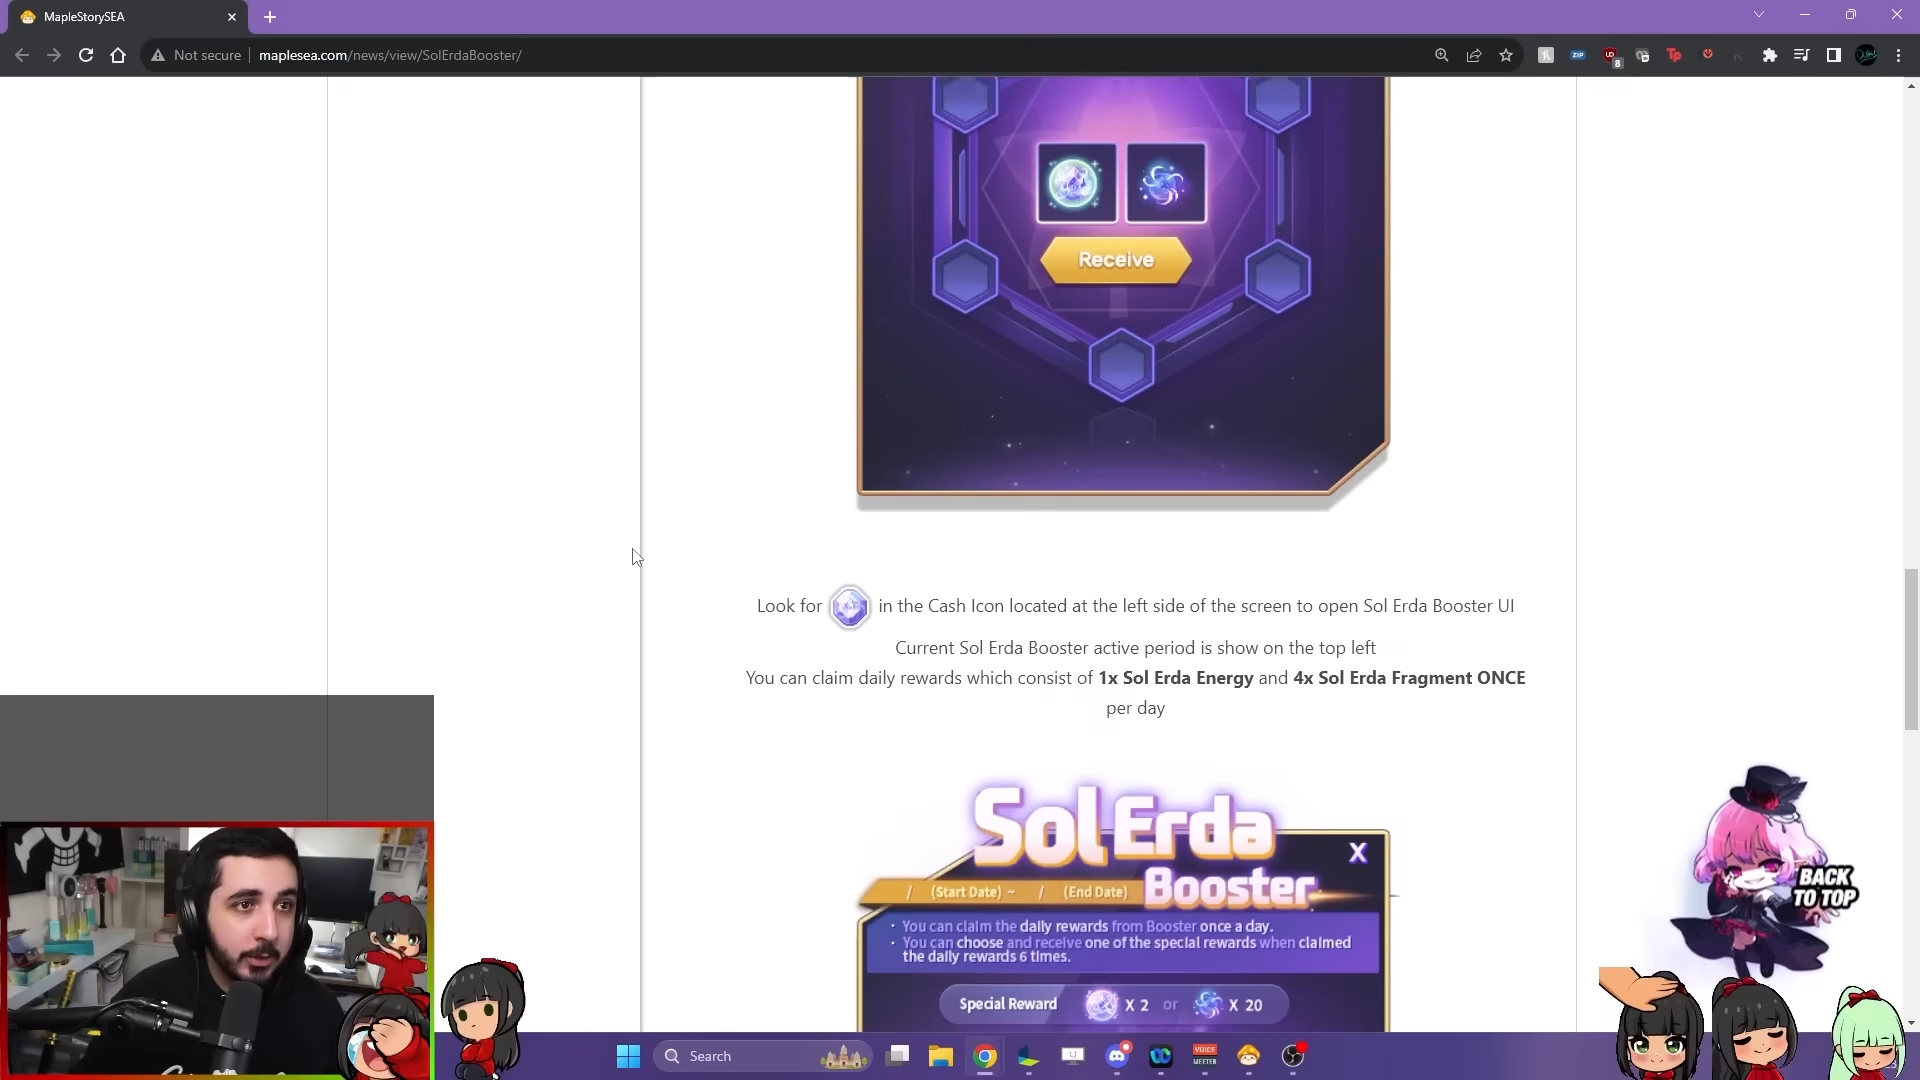 MapleStorySEA
Not secure
maplesea.com/news/view/SolErdaBooster/
ZIP
8
Tp
Receive
Look for in the Cash Icon located at the left side of the screen to open Sol Erda Booster UI
Current Sol Erda Booster active period is show on the top left
You can claim daily rewards which consist of 1x Sol Erda Energy and 4x Sol Erda Fragment ONCE
per day
Sol Erda
Booster
X
/ (Start Date) ~ / (End Date)
· You can claim the daily rewards from Booster once a day.
· You can choose and receive one of the special rewards when claimed
the daily rewards 6 times.
Special Reward X 2 or X 20
BACK
TO TOP
Search
VOICE
MEETER